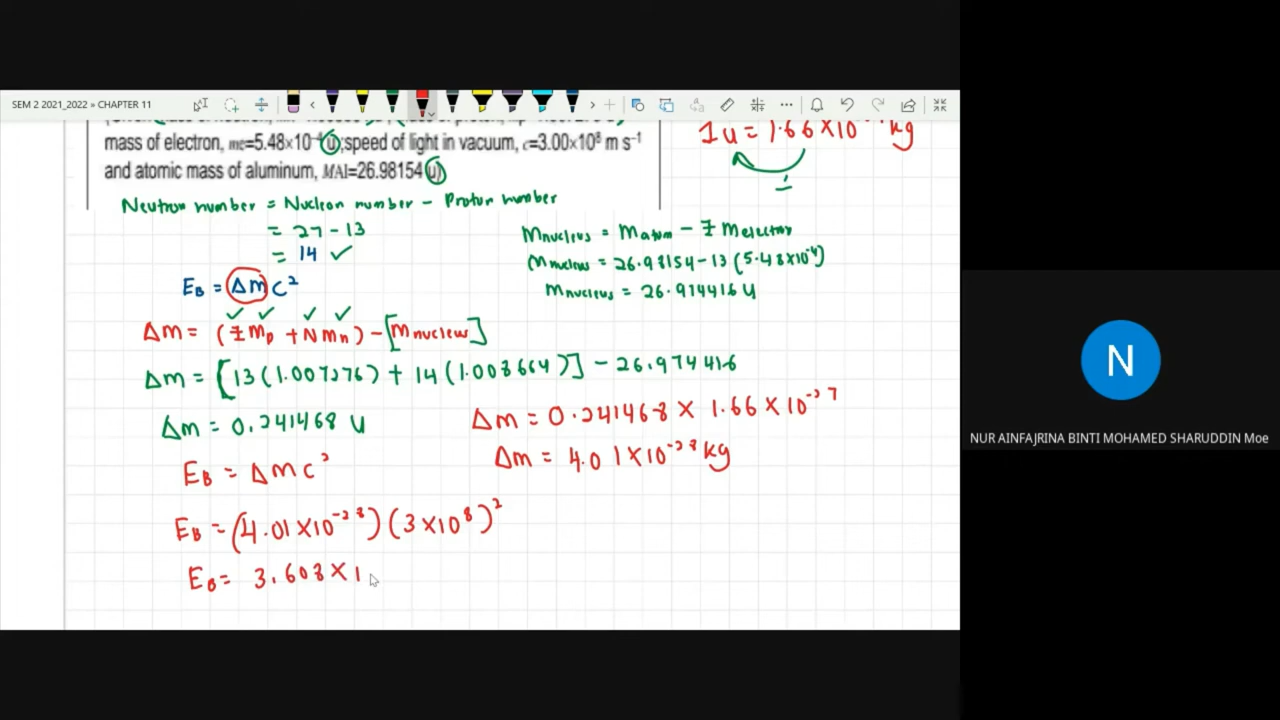 SEM 2 2021_2022 » CHAPTER 11
mass of electron, me=5.48×10⁻⁴ u;speed of light in vacuum, c=3.00×10⁸ m s⁻¹
and atomic mass of aluminum, MAl=26.98154 u)
1u = 1.66 × 10 kg
÷
Neutron number = Nucleon number - Proton number
= 27 - 13
= 14 ✓
Mnucleus = Matom - Z Melectron
Mnucleus = 26.98154 - 13 (5.48×10⁻⁴)
Mnucleus = 26.974416 u
E_B = Δm c²
Δm = (Z Mp + N Mn) - [Mnucleus]
Δm = [13(1.007276) + 14(1.008664)] - 26.974416
Δm = 0.241468 u
Δm = 0.241468 × 1.66 × 10⁻²⁷
Δm = 4.01 × 10⁻²⁸ kg
E_B = Δm c²
E_B = (4.01 × 10⁻²⁸) (3 × 10⁸)²
E_B = 3.608 × 1
N
NUR AINFAJRINA BINTI MOHAMED SHARUDDIN Moe